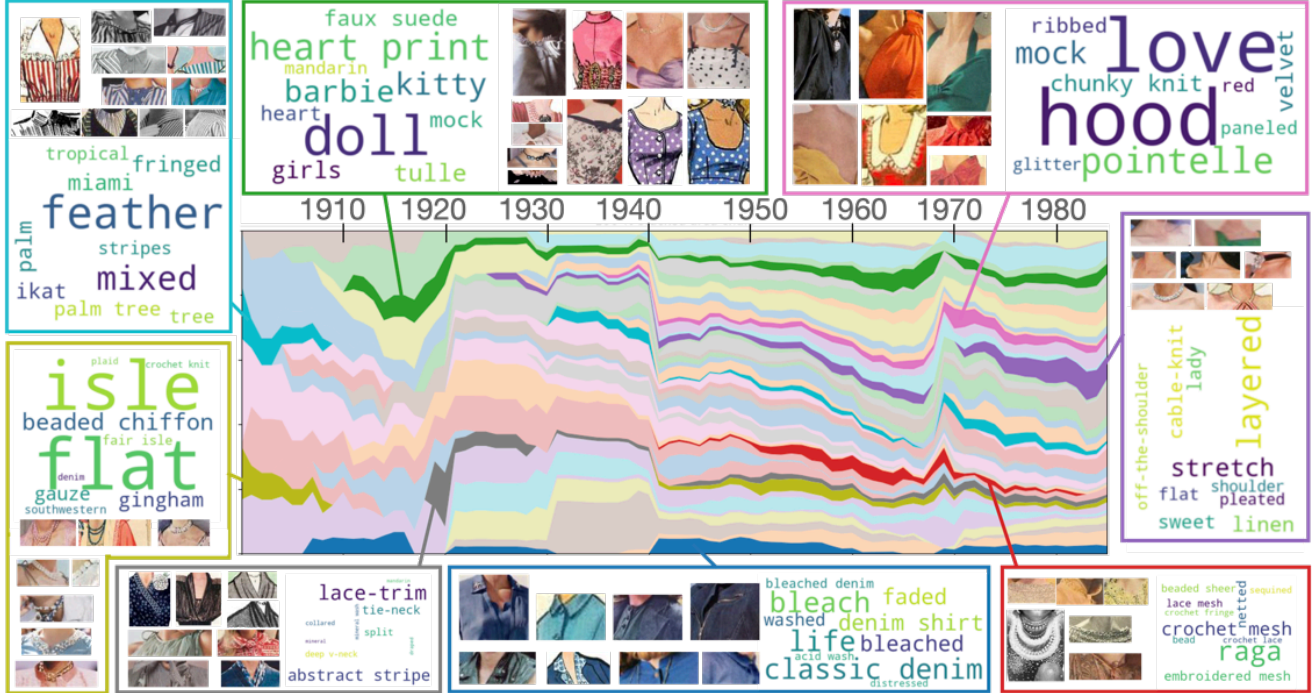 tropical
fringed
miami
feather
palm
stripes
mixed
ikat
palm tree
tree
faux suede
heart print
mandarin
barbie
kitty
heart
doll
mock
girls
tulle
ribbed
love
mock
velvet
chunky knit
red
hood
paneled
glitter
pointelle
1910 1920 1930 1940 1950 1960 1970 1980
plaid
crochet knit
isle
beaded chiffon
fair isle
flat
denim
gauze
gingham
southwestern
off-the-shoulder
cable-knit
lady
layered
stretch
flat
shoulder
pleated
sweet
linen
mandarin
lace-trim
tie-neck
collared
mineral wash
split
mineral
draped
deep v-neck
abstract stripe
bleached denim
bleach
faded
washed
denim shirt
life
bleached
acid wash
classic denim
distressed
beaded sheer
netted
sequined
lace mesh
crochet fringe
crochet mesh
bead
crochet lace
raga
embroidered mesh